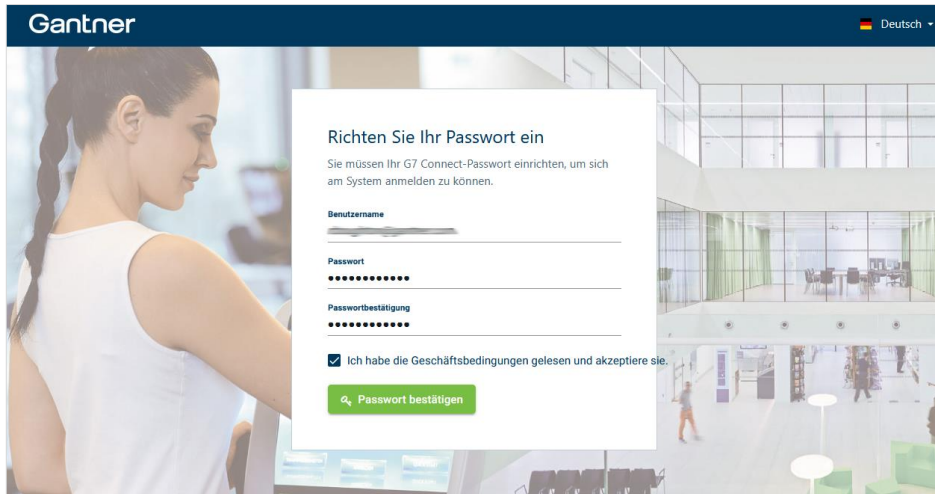 Gantner
Deutsch
Richten Sie Ihr Passwort ein
Sie müssen Ihr G7 Connect-Passwort einrichten, um sich
am System anmelden zu können.
Benutzername
Passwort
••••••••••••
Passwortbestätigung
••••••••••••
Ich habe die Geschäftsbedingungen gelesen und akzeptiere sie.
Passwort bestätigen